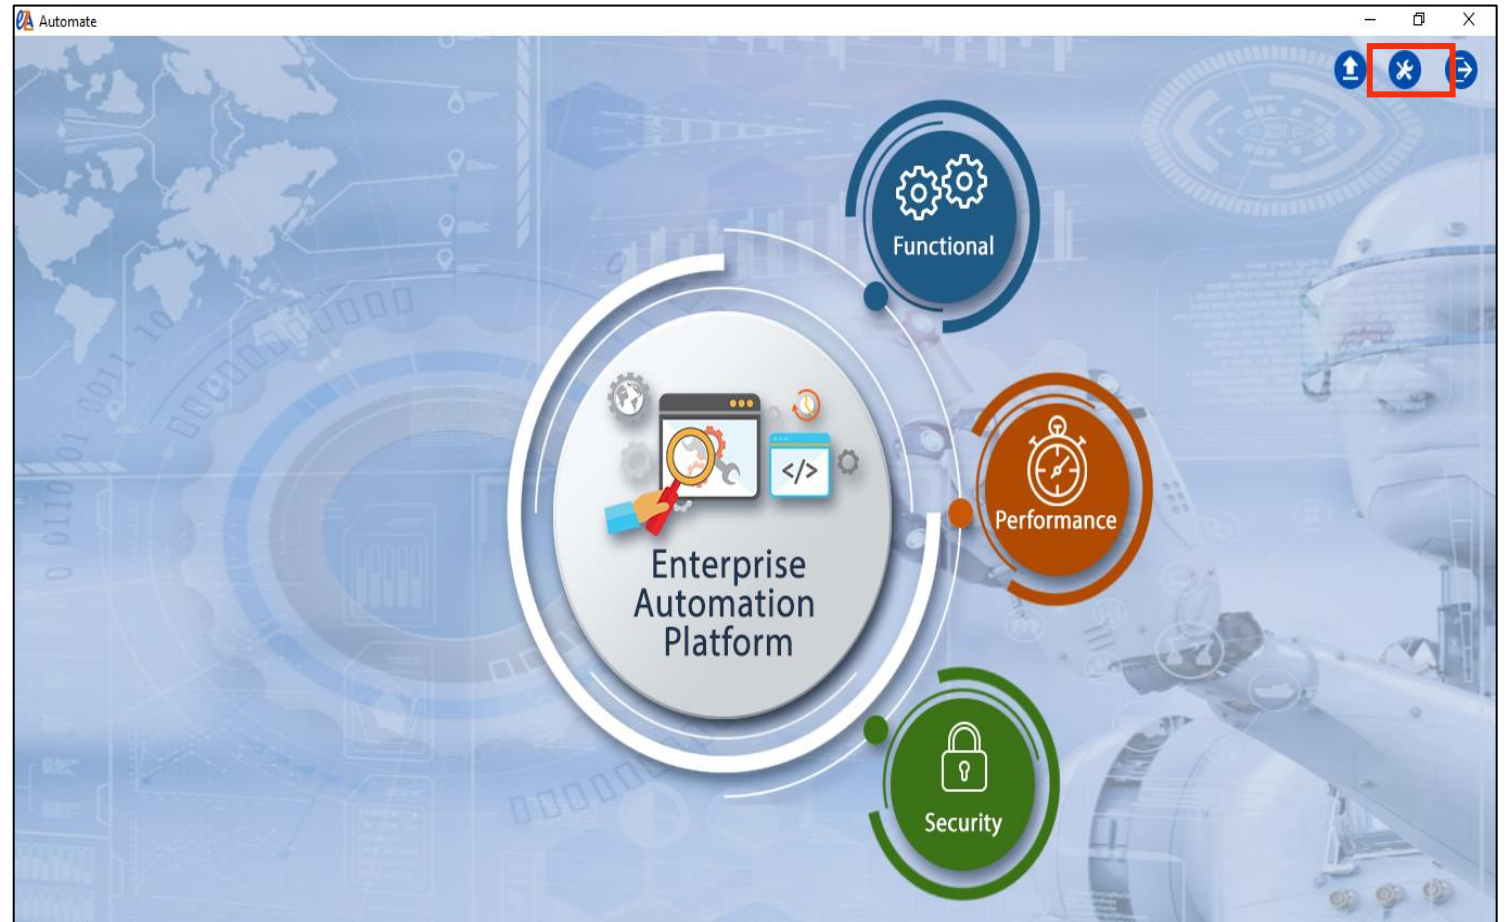 Automate
Functional
</>
Performance
Enterprise
Automation
Platform
Security